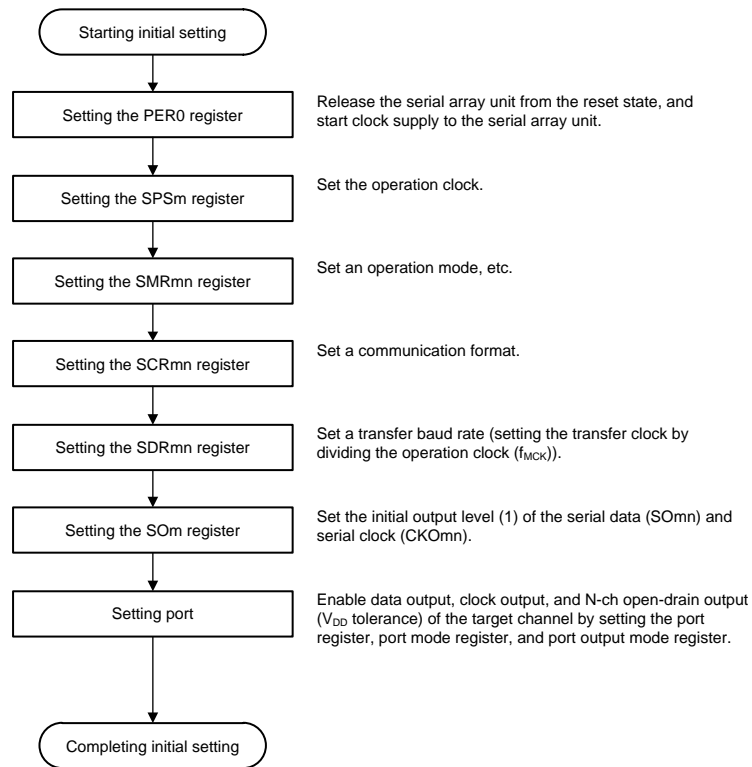 Starting initial setting
Setting the PER0 register
Release the serial array unit from the reset state, and
start clock supply to the serial array unit.
Setting the SPSm register
Set the operation clock.
Setting the SMRmn register
Set an operation mode, etc.
Setting the SCRmn register
Set a communication format.
Setting the SDRmn register
Set a transfer baud rate (setting the transfer clock by
dividing the operation clock (fMCK)).
Setting the SOm register
Set the initial output level (1) of the serial data (SOmn) and
serial clock (CKOmn).
Setting port
Enable data output, clock output, and N-ch open-drain output
(VDD tolerance) of the target channel by setting the port
register, port mode register, and port output mode register.
Completing initial setting